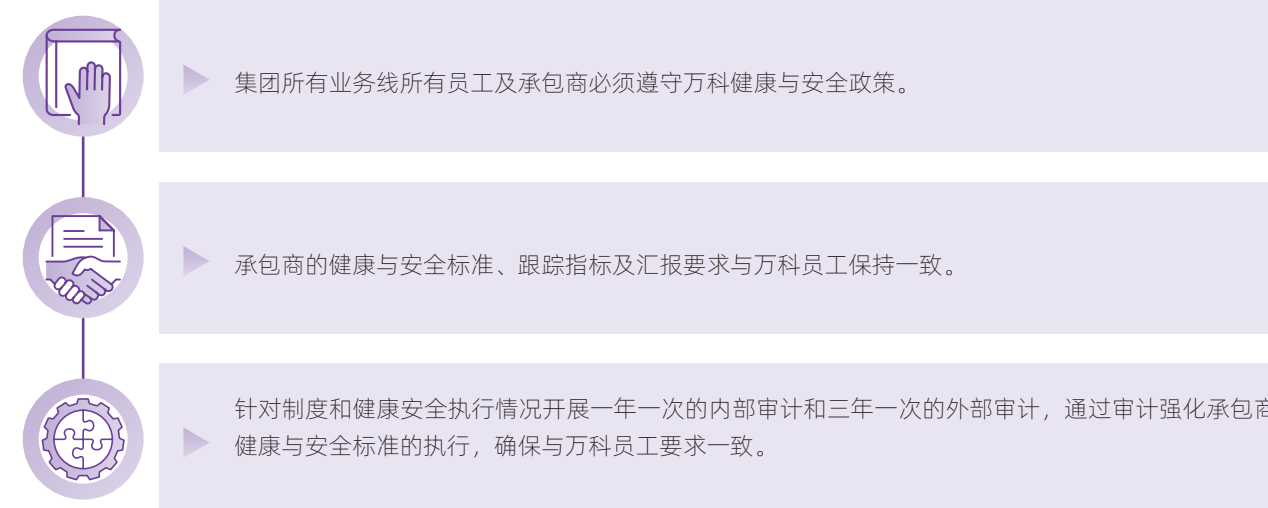 集团所有业务线所有员工及承包商必须遵守万科健康与安全政策。
承包商的健康与安全标准、跟踪指标及汇报要求与万科员工保持一致。
针对制度和健康安全执行情况开展一年一次的内部审计和三年一次的外部审计，通过审计强化承包商
健康与安全标准的执行，确保与万科员工要求一致。